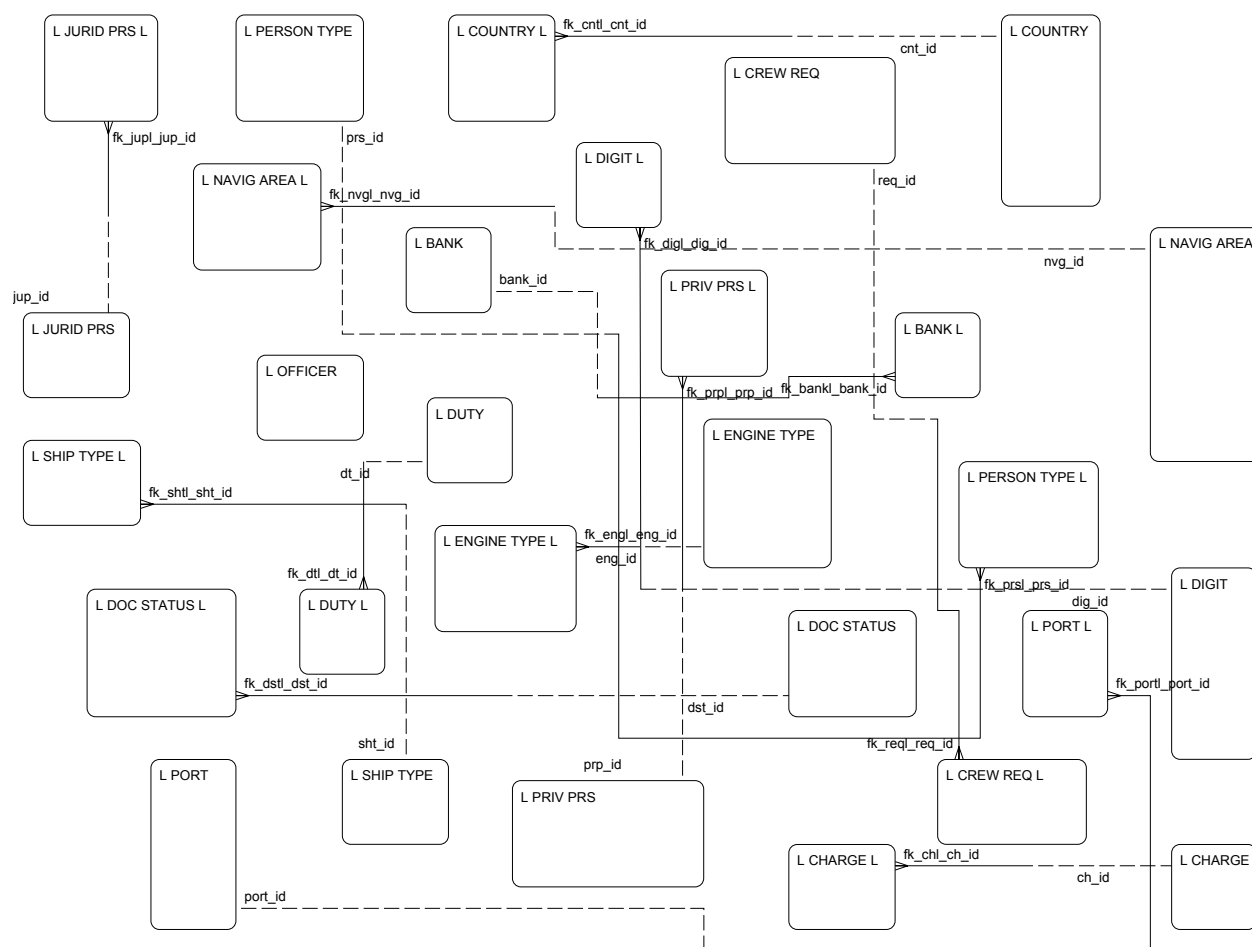 fk_cntl_cnt_id
L JURID PRS L
L PERSON TYPE
L COUNTRY L
L COUNTRY
cnt_id
L CREW REQ
fk_jupl_jup_id
prs_id
L DIGIT L
L NAVIG AREA L
req_id
fk_nvgl_nvg_id
L BANK
fk_digl_dig_id
L NAVIG AREA
nvg_id
bank_id
L PRIV PRS L
jup_id
L JURID PRS
L BANK L
L OFFICER
fk_prpl_prp_id
fk_bankl_bank_id
L DUTY
L ENGINE TYPE
L SHIP TYPE L
dt_id
fk_shtl_sht_id
L PERSON TYPE L
L ENGINE TYPE L
fk_engl_eng_id
eng_id
fk_dtl_dt_id
fk_prsl_prs_id
L DIGIT
L DOC STATUS L
L DUTY L
dig_id
L DOC STATUS
L PORT L
fk_dstl_dst_id
fk_portl_port_id
dst_id
sht_id
fk_reql_req_id
prp_id
L PORT
L SHIP TYPE
L CREW REQ L
L PRIV PRS
L CHARGE L
fk_chl_ch_id
L CHARGE
ch_id
port_id